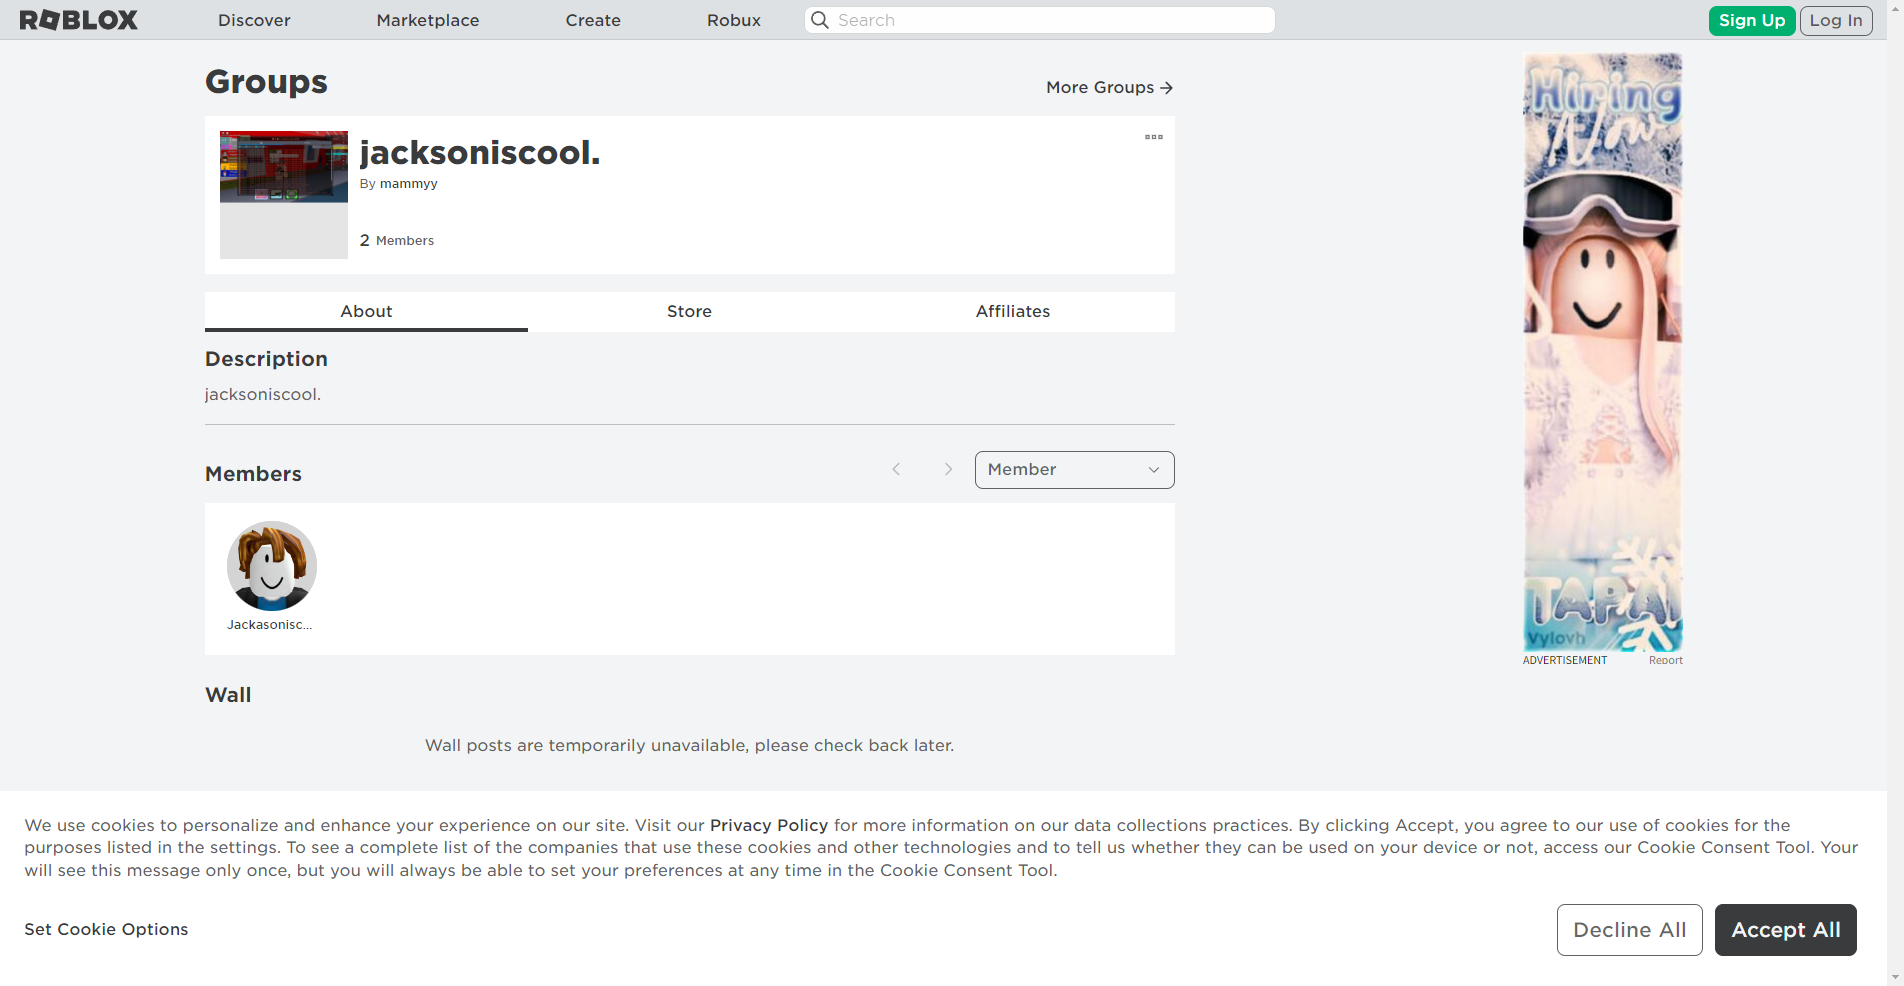 ROBLOX
Discover
Marketplace
Create
Robux
Search
Sign Up
Log In
Groups
More Groups
jacksoniscool.
By mammyy
2 Members
About
Store
Affiliates
Description
jacksoniscool.
Members
Member
Jackasonisc...
Wall
Wall posts are temporarily unavailable, please check back later.
Hiring
Now
TAPAI
Vylovh
ADVERTISEMENT
Report
We use cookies to personalize and enhance your experience on our site. Visit our Privacy Policy for more information on our data collections practices. By clicking Accept, you agree to our use of cookies for the
purposes listed in the settings. To see a complete list of the companies that use these cookies and other technologies and to tell us whether they can be used on your device or not, access our Cookie Consent Tool. Your
will see this message only once, but you will always be able to set your preferences at any time in the Cookie Consent Tool.
Set Cookie Options
Decline All
Accept All